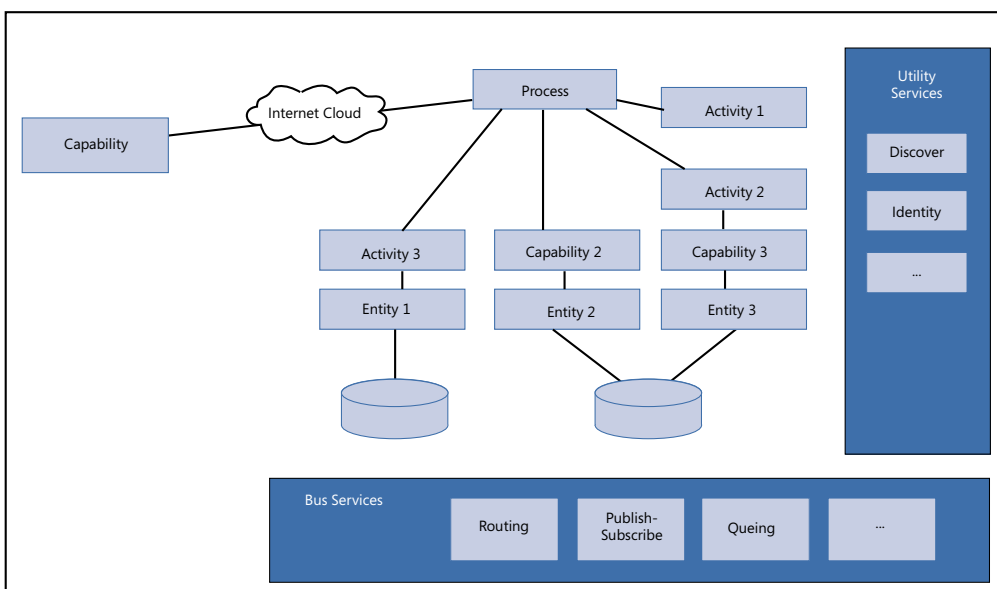 Utility
Services
Process
Internet Cloud
Activity 1
Capability
Discover
Activity 2
Identity
Activity 3
Capability 2
Capability 3
...
Entity 1
Entity 2
Entity 3
Bus Services
Routing
Publish-
Subscribe
Queing
...